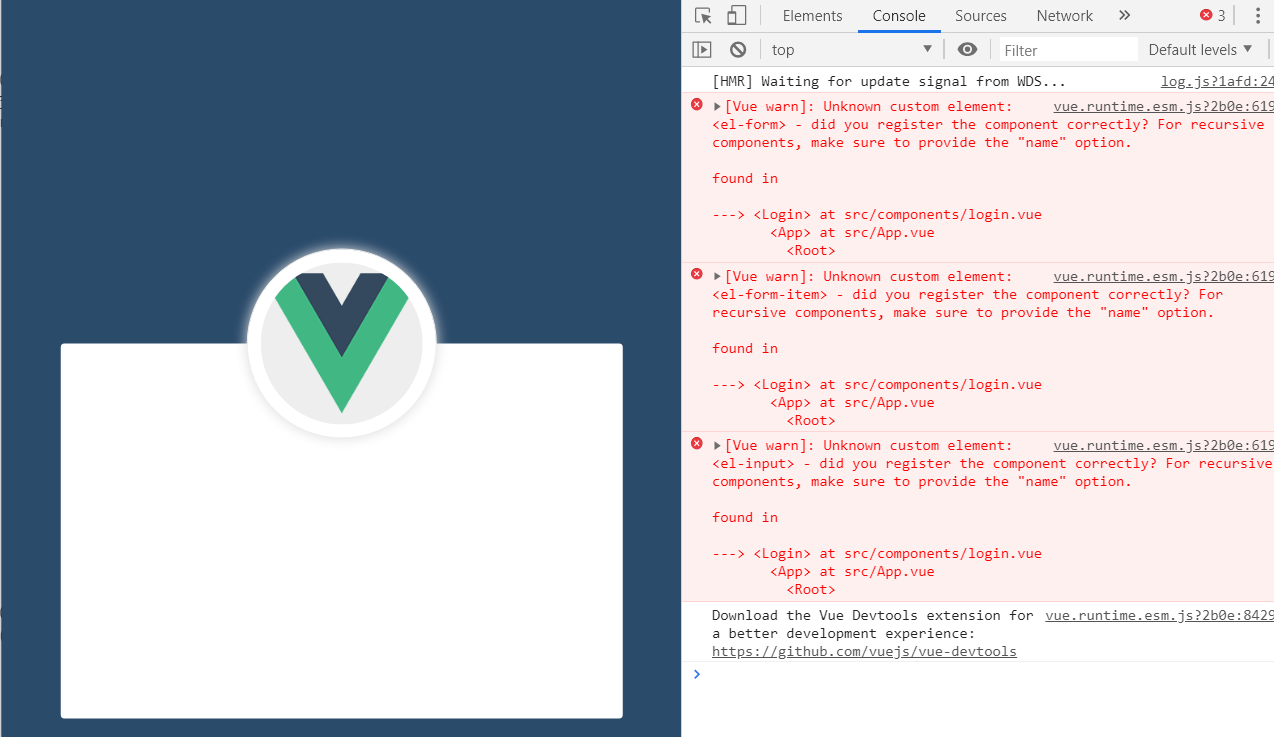 Elements Console Sources Network 3
top Filter Default levels
[HMR] Waiting for update signal from WDS... log.js?1afd:24
[Vue warn]: Unknown custom element: vue.runtime.esm.js?2b0e:619
<el-form> - did you register the component correctly? For recursive
components, make sure to provide the "name" option.
found in
---> <Login> at src/components/login.vue
<App> at src/App.vue
<Root>
[Vue warn]: Unknown custom element: vue.runtime.esm.js?2b0e:619
<el-form-item> - did you register the component correctly? For
recursive components, make sure to provide the "name" option.
found in
---> <Login> at src/components/login.vue
<App> at src/App.vue
<Root>
[Vue warn]: Unknown custom element: vue.runtime.esm.js?2b0e:619
<el-input> - did you register the component correctly? For recursive
components, make sure to provide the "name" option.
found in
---> <Login> at src/components/login.vue
<App> at src/App.vue
<Root>
Download the Vue Devtools extension for vue.runtime.esm.js?2b0e:8429
a better development experience:
https://github.com/vuejs/vue-devtools